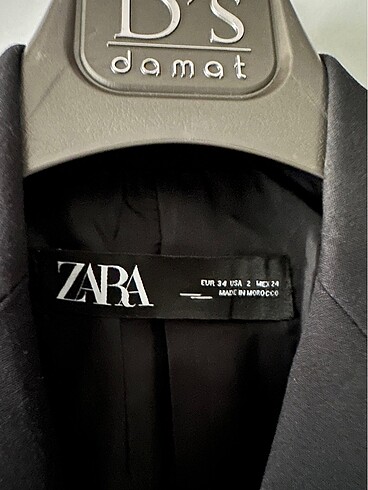 D's
damat
ZARA
EUR 34 USA 2 MEX 24
MADE IN MOROCCO